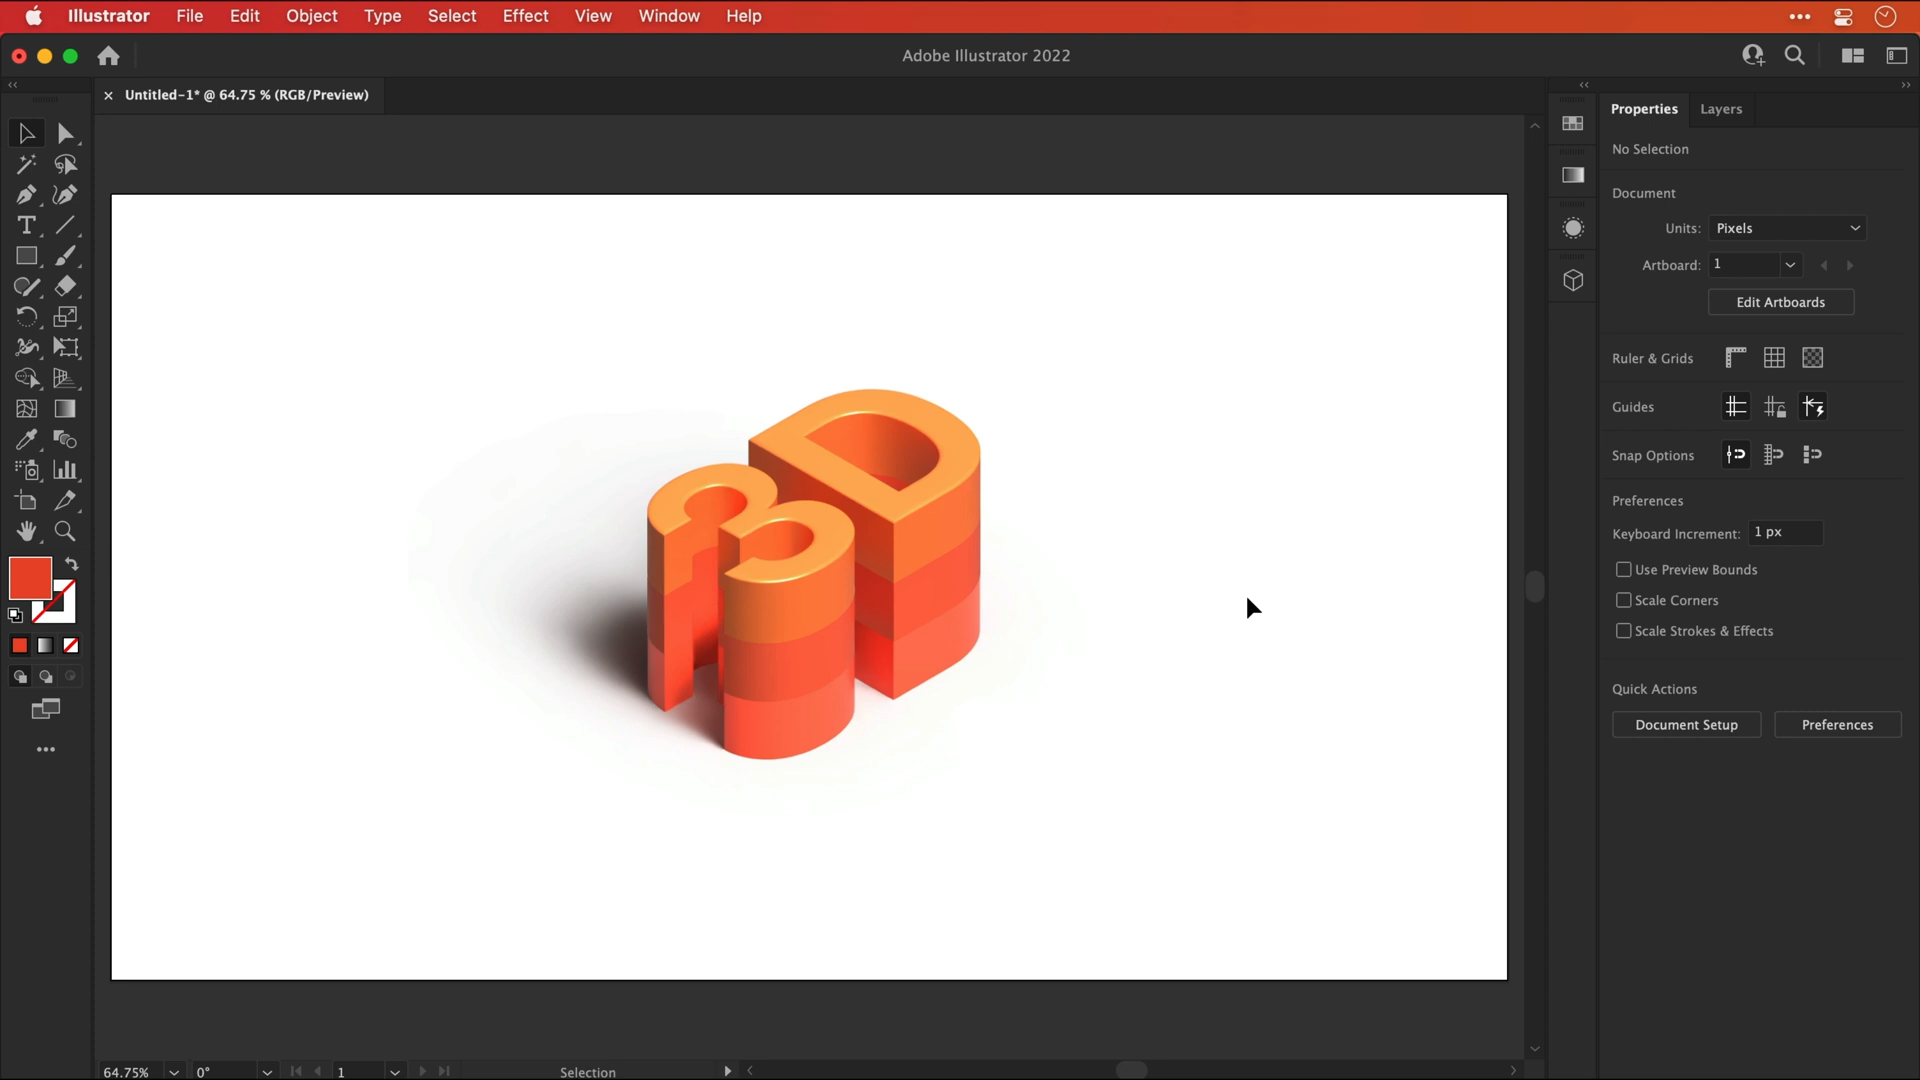 Illustrator File Edit Object Type Select Effect View Window Help
Adobe Illustrator 2022
Untitled-1* @ 64.75 % (RGB/Preview)
Properties Layers
No Selection
Document
Units: Pixels
Artboard: 1
Edit Artboards
Ruler & Grids
Guides
Snap Options
Preferences
Keyboard Increment: 1 px
Use Preview Bounds
Scale Corners
Scale Strokes & Effects
Quick Actions
Document Setup Preferences
3D
64.75% 0° 1 Selection